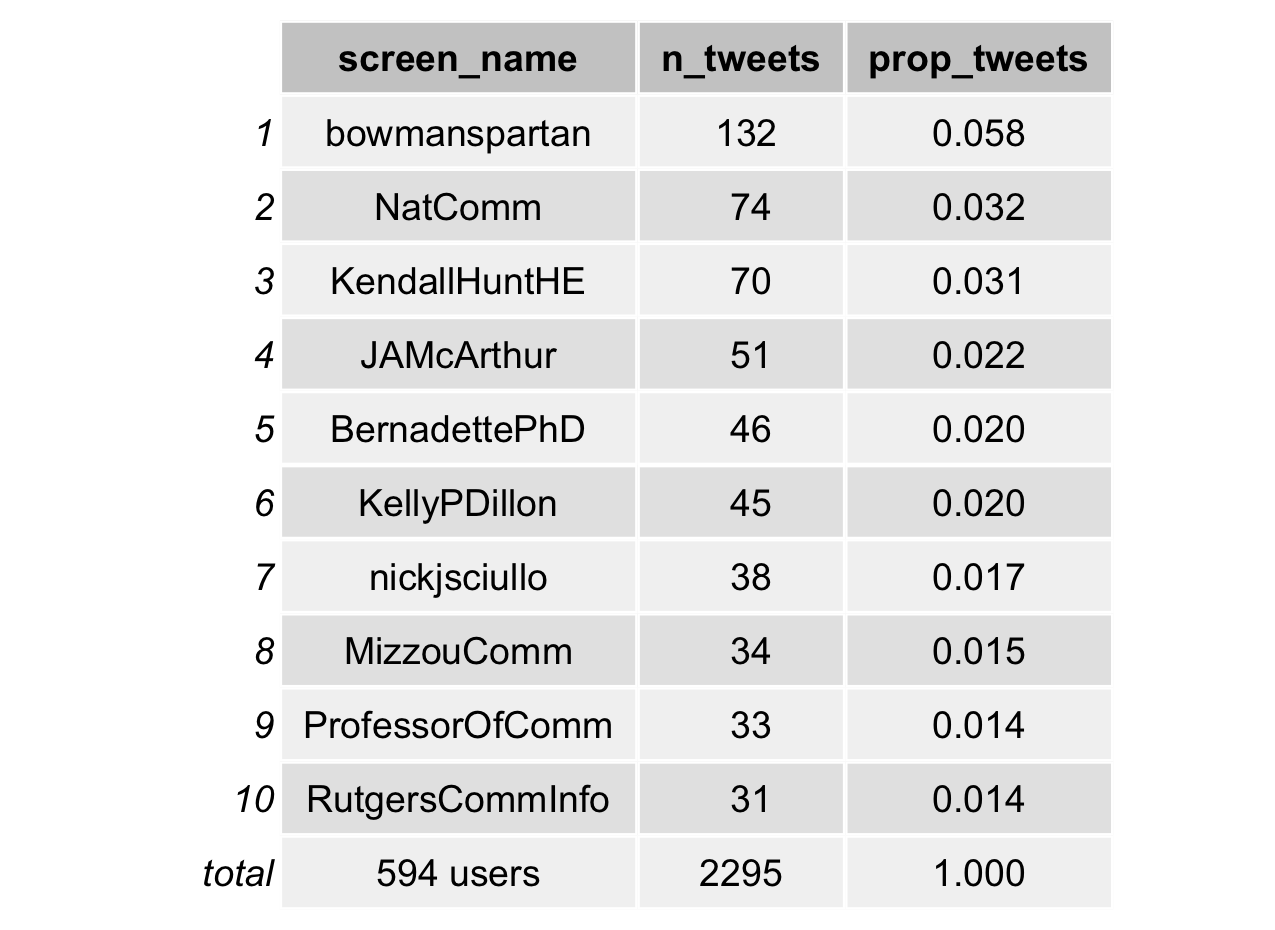 screen_name n_tweets prop_tweets
1 bowmanspartan 132 0.058
2 NatComm 74 0.032
3 KendallHuntHE 70 0.031
4 JAMcArthur 51 0.022
5 BernadettePhD 46 0.020
6 KellyPDillon 45 0.020
7 nickjsciullo 38 0.017
8 MizzouComm 34 0.015
9 ProfessorOfComm 33 0.014
10 RutgersCommInfo 31 0.014
total 594 users 2295 1.000